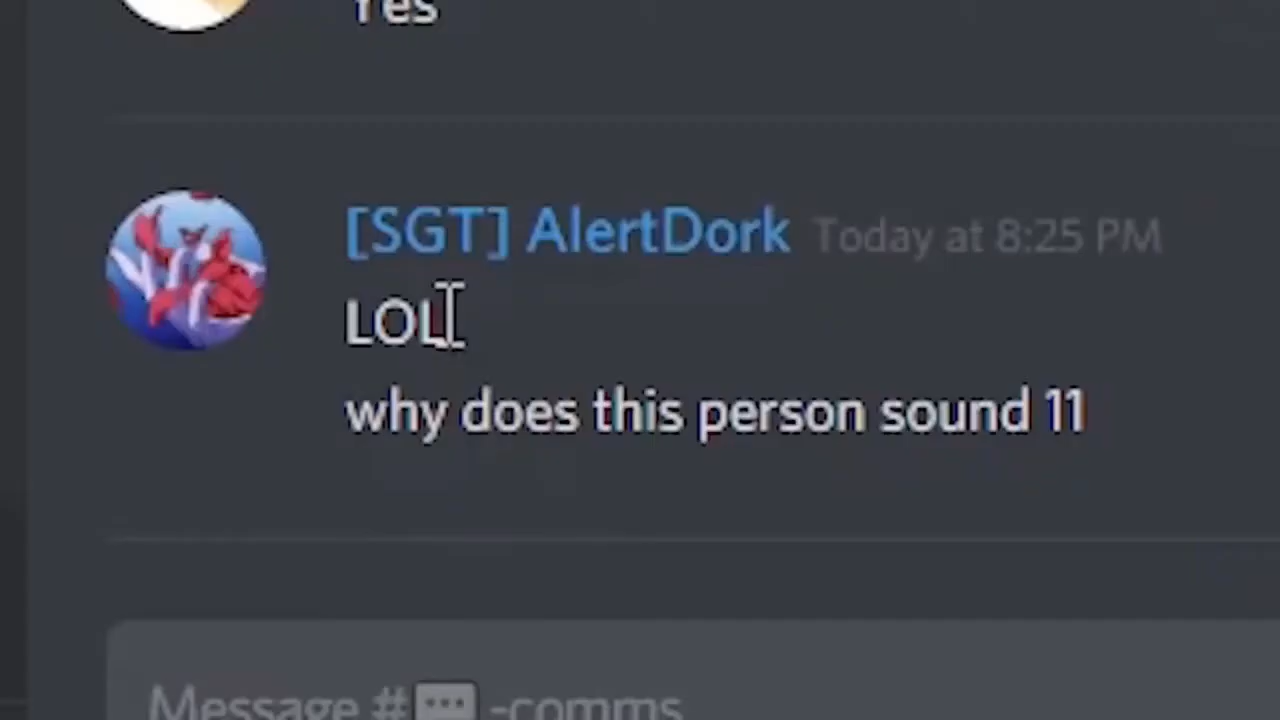 Yes
[SGT] AlertDork Today at 8:25 PM
LOL
why does this person sound 11
Message #💬-comms